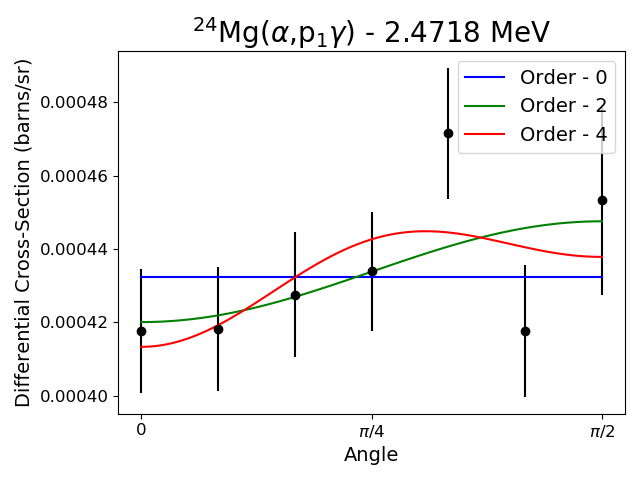 ²⁴Mg(α,p₁γ) - 2.4718 MeV
Differential Cross-Section (barns/sr)
0.00048
0.00046
0.00044
0.00042
0.00040
Order - 0
Order - 2
Order - 4
0 π/4 π/2
Angle